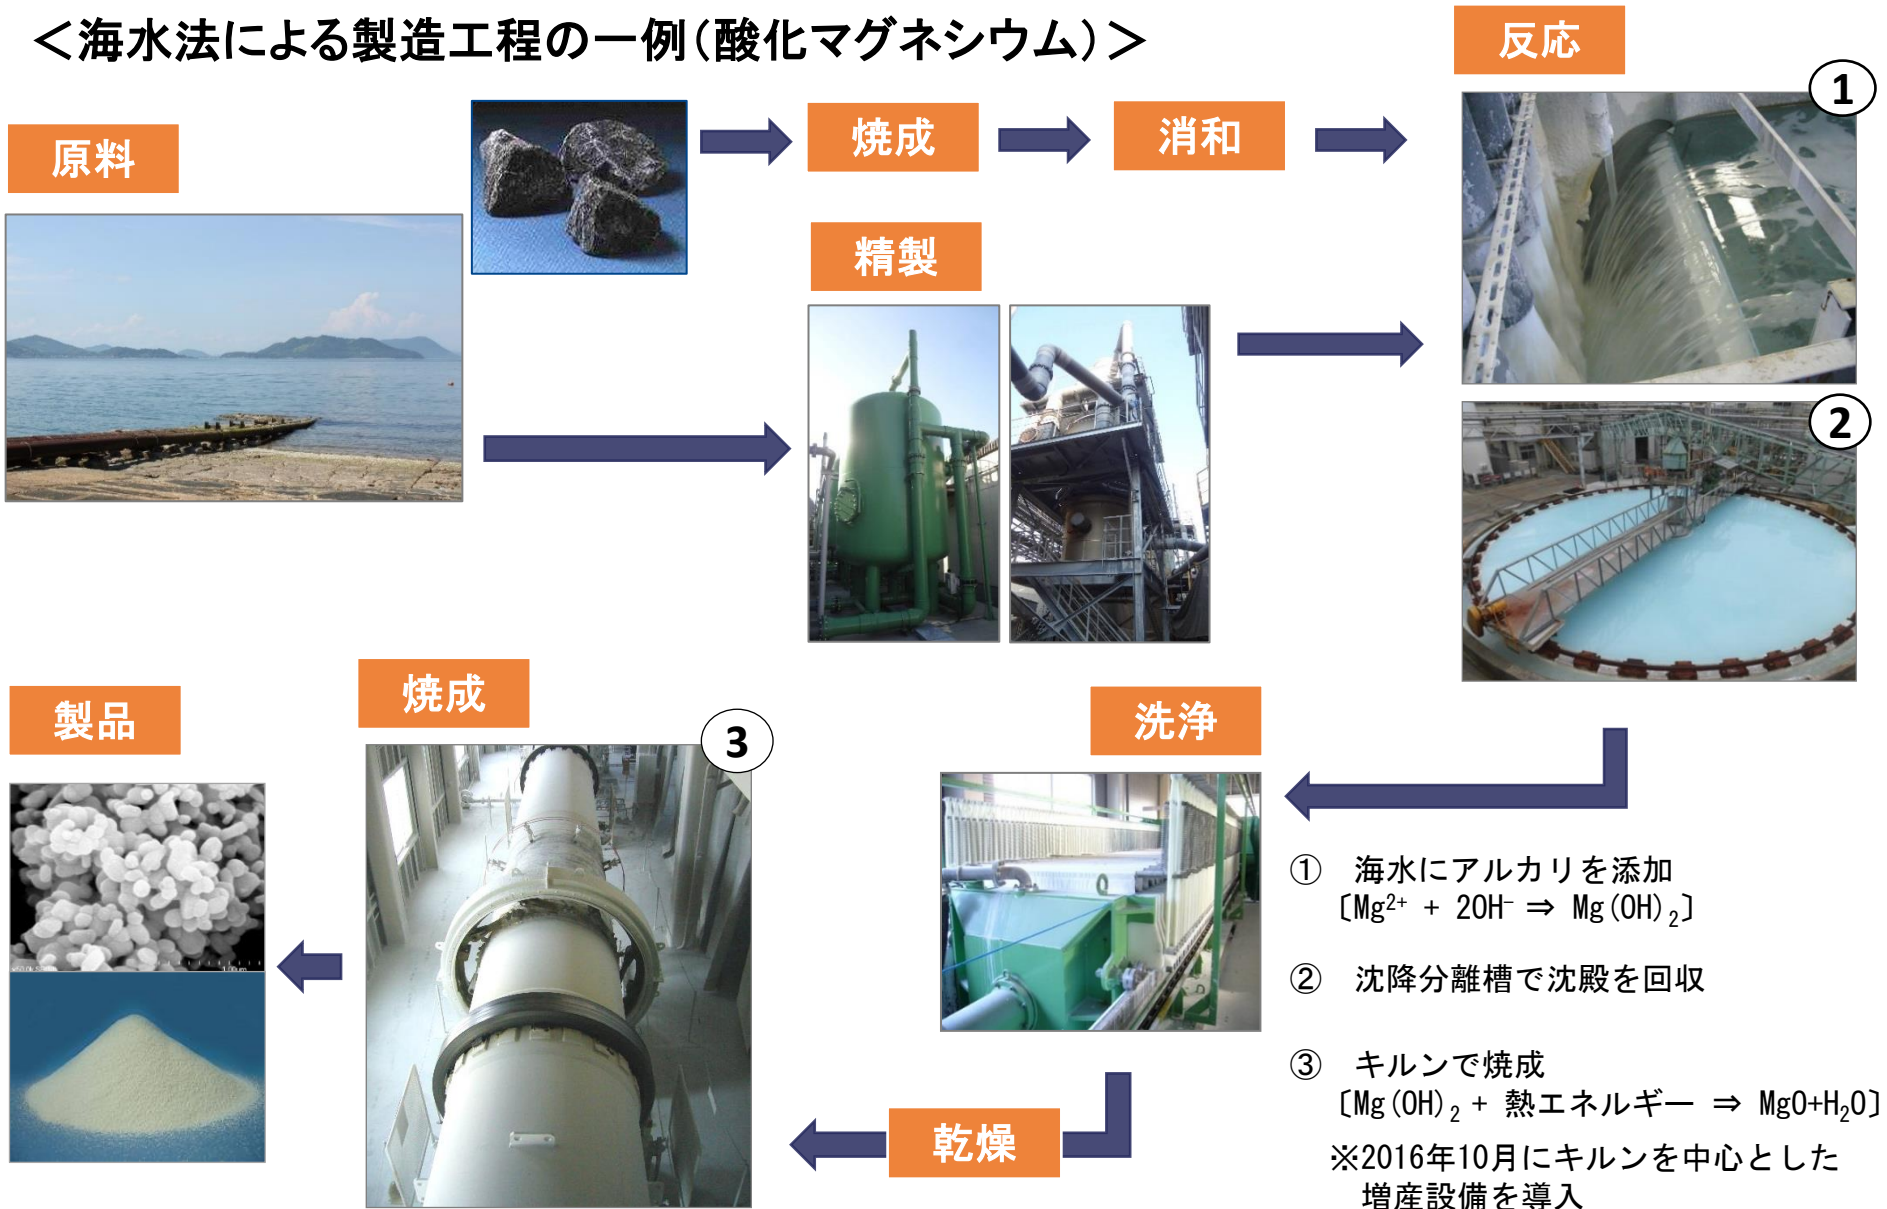 ＜海水法による製造工程の一例（酸化マグネシウム）＞
原料
焼成
消和
反応
①
精製
②
製品
焼成
③
洗浄
乾燥
① 海水にアルカリを添加
〔Mg²⁺ + 2OH⁻ ⇒ Mg(OH)₂〕
② 沈降分離槽で沈殿を回収
③ キルンで焼成
〔Mg(OH)₂ + 熱エネルギー ⇒ MgO+H₂O〕
※2016年10月にキルンを中心とした
増産設備を導入
1.00um